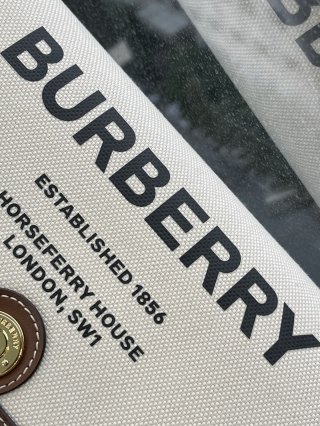 BURBERRY
ESTABLISHED 1856
HORSEFERRY HOUSE
LONDON, SW1